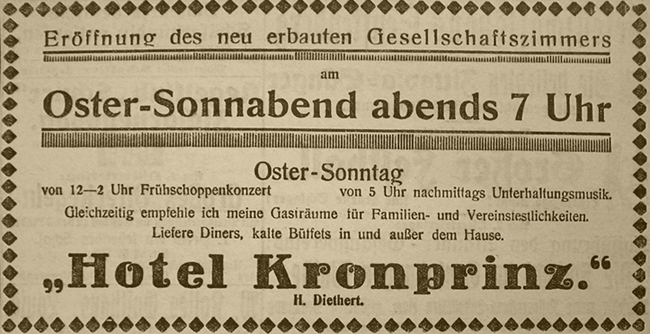 Eröffnung des neu erbauten Gesellschaftszimmers
am
Oster-Sonnabend abends 7 Uhr
Oster-Sonntag
von 12—2 Uhr Frühschoppenkonzert von 5 Uhr nachmittags Unterhaltungsmusik.
Gleichzeitig empfehle ich meine Gasträume für Familien- und Vereinsfestlichkeiten.
Liefere Diners, kalte Büffets in und außer dem Hause.
„Hotel Kronprinz.“
H. Diethert.